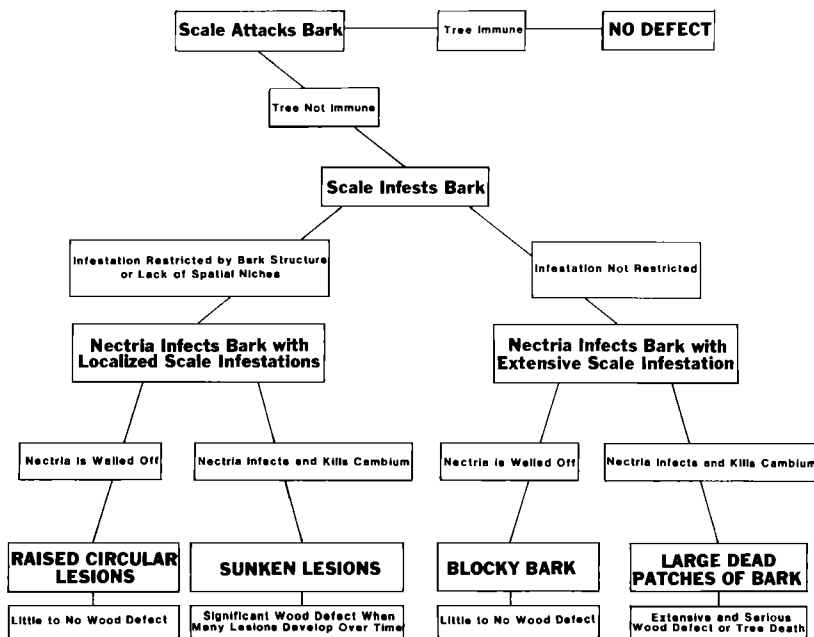 Scale Attacks Bark
Tree Immune
NO DEFECT
Tree Not Immune
Scale Infests Bark
Infestation Restricted by Bark Structure
or Lack of Spatial Niches
Infestation Not Restricted
Nectria Infects Bark with
Localized Scale Infestations
Nectria Infects Bark with
Extensive Scale Infestation
Nectria is Walled Off
Nectria Infects and Kills Cambium
Nectria is Walled Off
Nectria Infects and Kills Cambium
RAISED CIRCULAR
LESIONS
SUNKEN LESIONS
BLOCKY BARK
LARGE DEAD
PATCHES OF BARK
Little to No Wood Defect
Significant Wood Defect When
Many Lesions Develop Over Time
Little to No Wood Defect
Extensive and Serious
Wood Defect or Tree Death